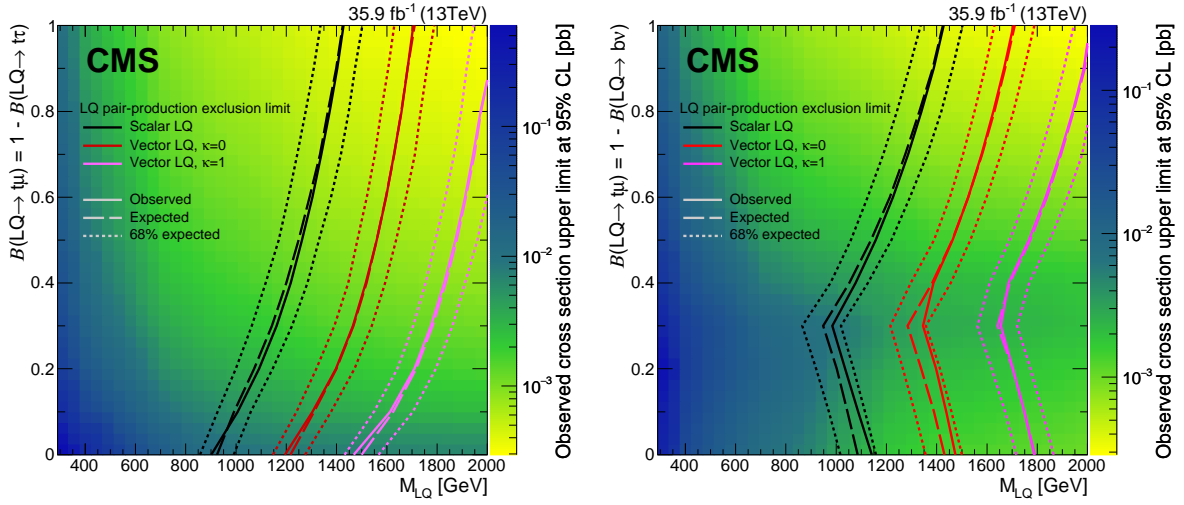 35.9 fb⁻¹ (13TeV)
CMS
LQ pair-production exclusion limit
Scalar LQ
Vector LQ, κ=0
Vector LQ, κ=1
Observed
Expected
68% expected
B(LQ→ tμ) = 1 - B(LQ→ tτ)
1
0.8
0.6
0.4
0.2
0
400 600 800 1000 1200 1400 1600 1800 2000
M_LQ [GeV]
10⁻¹
10⁻²
10⁻³
Observed cross section upper limit at 95% CL [pb]
35.9 fb⁻¹ (13TeV)
CMS
LQ pair-production exclusion limit
Scalar LQ
Vector LQ, κ=0
Vector LQ, κ=1
Observed
Expected
68% expected
B(LQ→ tμ) = 1 - B(LQ→ bν)
1
0.8
0.6
0.4
0.2
0
400 600 800 1000 1200 1400 1600 1800 2000
M_LQ [GeV]
10⁻¹
10⁻²
10⁻³
Observed cross section upper limit at 95% CL [pb]